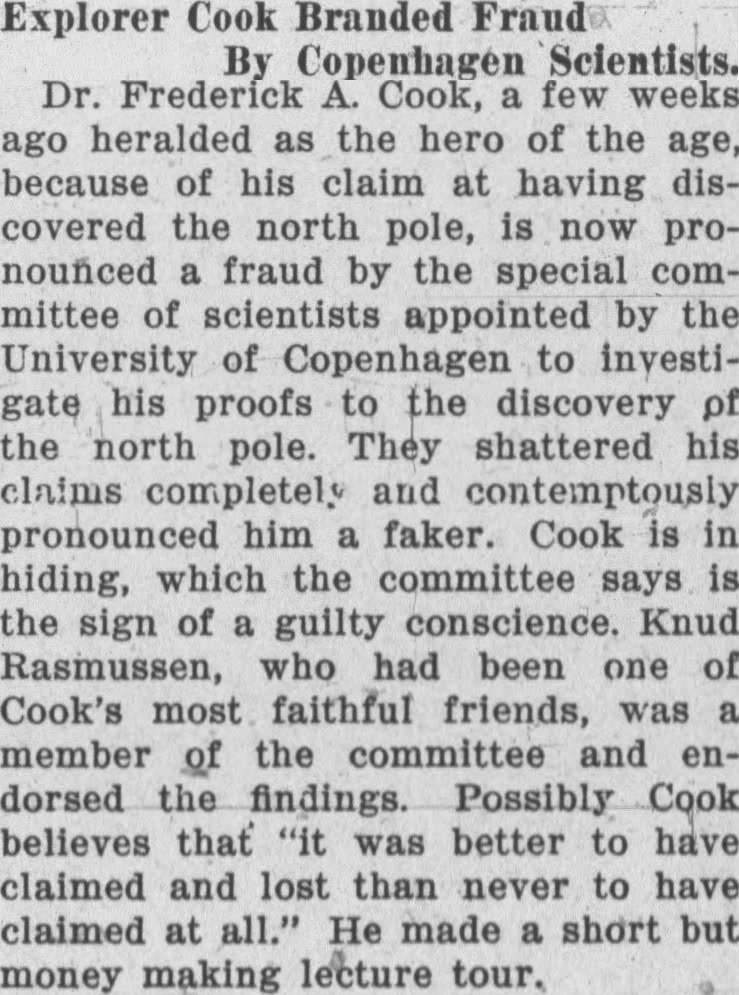 Explorer Cook Branded Fraud
By Copenhagen Scientists.
Dr. Frederick A. Cook, a few weeks
ago heralded as the hero of the age,
because of his claim at having dis-
covered the north pole, is now pro-
nounced a fraud by the special com-
mittee of scientists appointed by the
University of Copenhagen to investi-
gate his proofs to the discovery of
the north pole. They shattered his
claims completely and contemptously
pronounced him a faker. Cook is in
hiding, which the committee says is
the sign of a guilty conscience. Knud
Rasmussen, who had been one of
Cook's most faithful friends, was a
member of the committee and en-
dorsed the findings. Possibly Cook
believes that "it was better to have
claimed and lost than never to have
claimed at all." He made a short but
money making lecture tour.